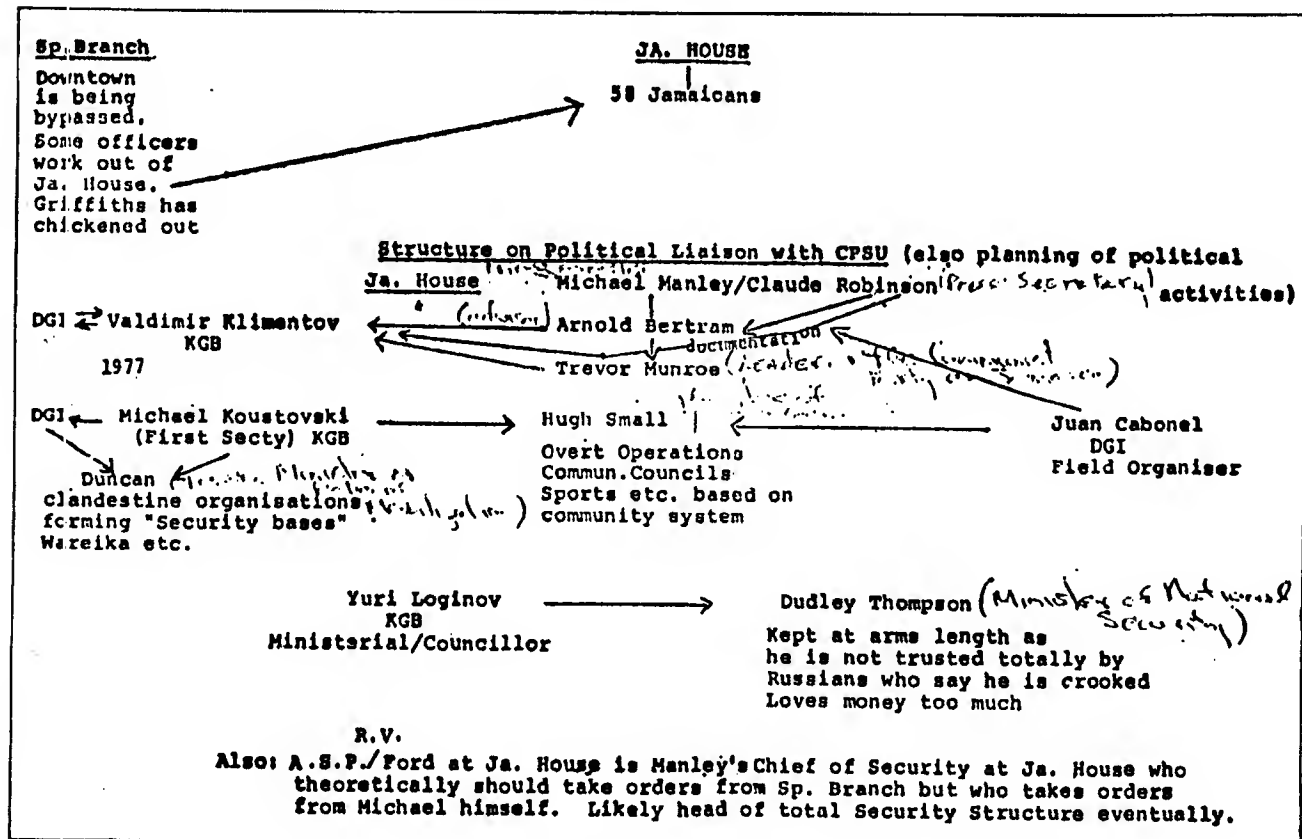 Sp. Branch
Downtown
is being
bypassed.
Some officers
work out of
Ja. House.
Griffiths has
chickened out
JA. HOUSE
58 Jamaicans
Structure on Political Liaison with CPSU (elso planning of political
activities)
Ja. House
Michael Manley/Claude Robinson (Press Secretary)
DGI Valdimir Klimentov
KGB
1977
Arnold Bertram
documentation
Trevor Munroe (Leader
DGI Michael Koustovski
(First Secty) KGB
Hugh Small
Overt Operations
Commun.Councils
Sports etc. based on
community system
Juan Cabonel
DGI
Field Organiser
Duncan
clandestine organisations
forming "Security bases"
Wareika etc.
Yuri Loginov
KGB
Ministsrial/Councillor
Dudley Thompson (Minister of National
Security)
Kept at arms length as
he is not trusted totally by
Russians who say he is crooked
Loves money too much
R.V.
Also: A.S.P./Ford at Ja. House is Manley's Chief of Security at Ja. House who
theoretically should take orders from Sp. Branch but who takes orders
from Michael himself. Likely head of total Security Structure eventually.